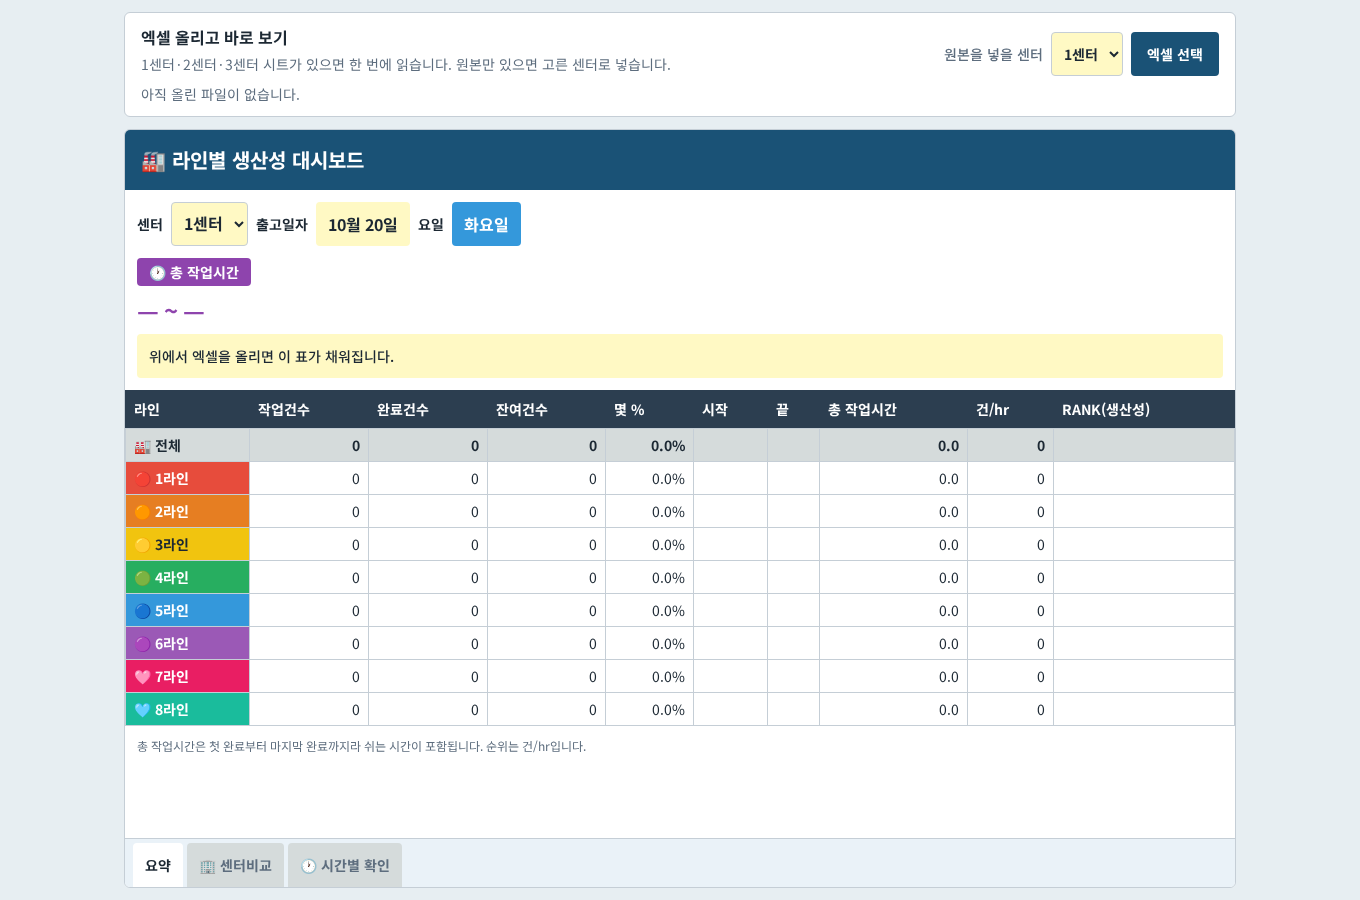 엑셀 올리고 바로 보기
1센터·2센터·3센터 시트가 있으면 한 번에 읽습니다. 원본만 있으면 고른 센터로 넣습니다.
아직 올린 파일이 없습니다.
원본을 넣을 센터 1센터 엑셀 선택
🏭 라인별 생산성 대시보드
센터 1센터 출고일자 10월 20일 요일 화요일
🕐 총 작업시간
— ~ —
위에서 엑셀을 올리면 이 표가 채워집니다.
라인 작업건수 완료건수 잔여건수 몇 % 시작 끝 총 작업시간 건/hr RANK(생산성)
🏭 전체 0 0 0 0.0% 0.0 0
🔴 1라인 0 0 0 0.0% 0.0 0
🟠 2라인 0 0 0 0.0% 0.0 0
🟡 3라인 0 0 0 0.0% 0.0 0
🟢 4라인 0 0 0 0.0% 0.0 0
🔵 5라인 0 0 0 0.0% 0.0 0
🟣 6라인 0 0 0 0.0% 0.0 0
🩷 7라인 0 0 0 0.0% 0.0 0
🩵 8라인 0 0 0 0.0% 0.0 0
총 작업시간은 첫 완료부터 마지막 완료까지라 쉬는 시간이 포함됩니다. 순위는 건/hr입니다.
요약 🏢 센터비교 🕐 시간별 확인